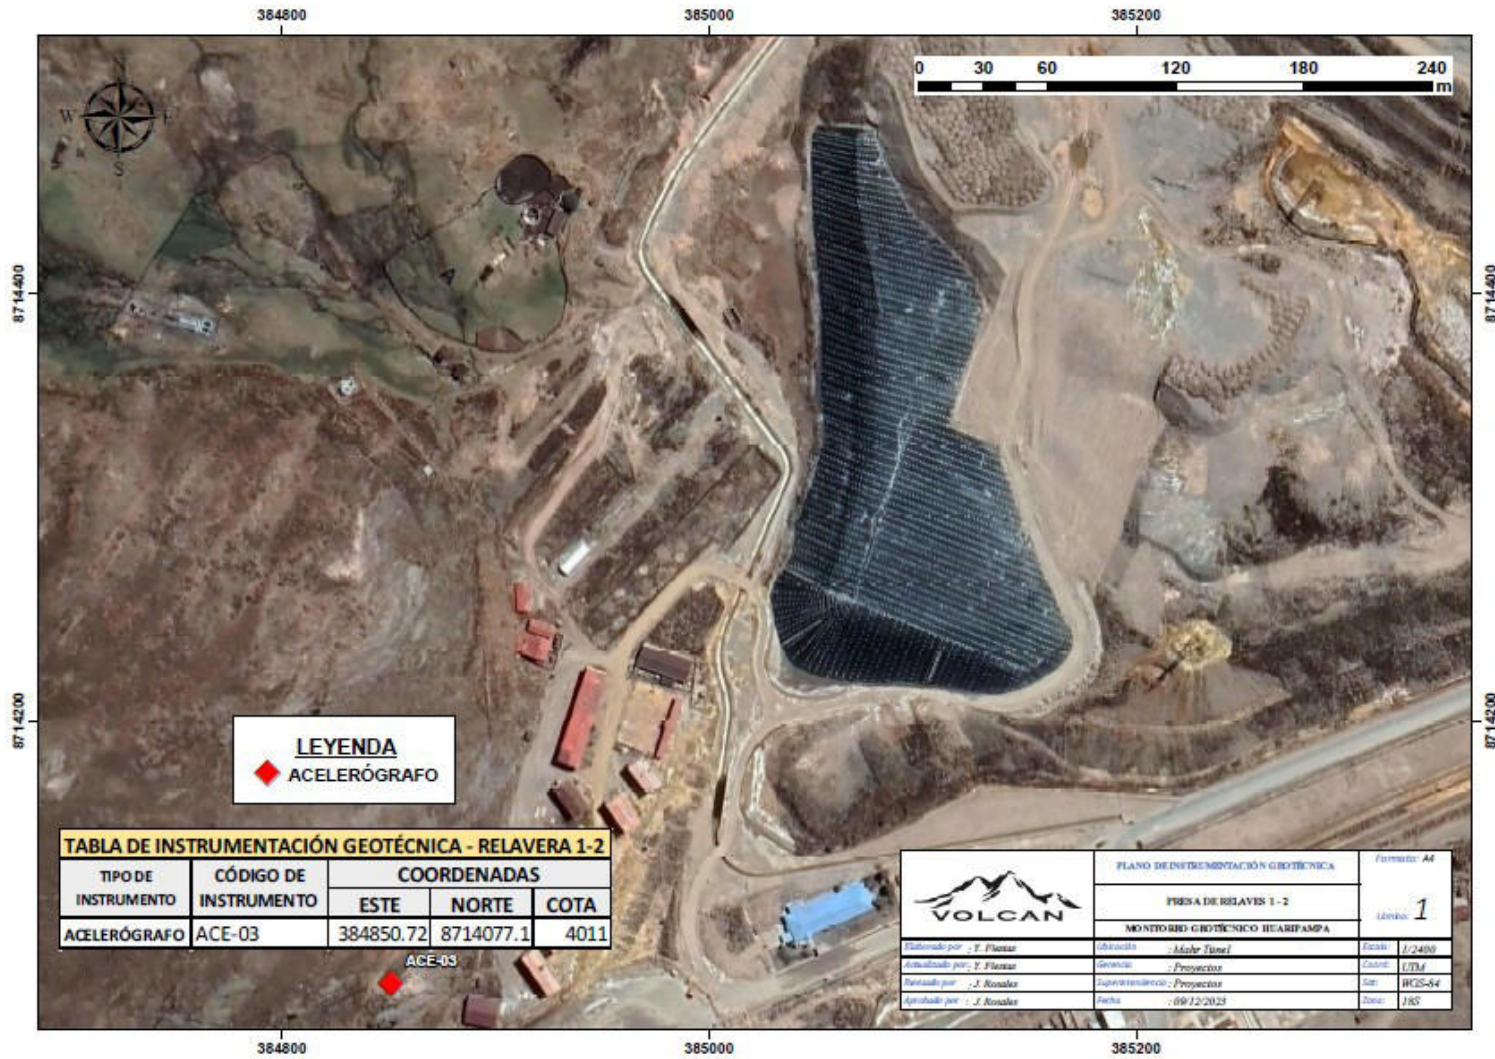 384800 385000 385200
0 30 60 120 180 240
m
N
W E
S
8714400 8714400
8714200 8714200
LEYENDA
ACELERÓGRAFO
TABLA DE INSTRUMENTACIÓN GEOTÉCNICA - RELAVERA 1-2
TIPO DE INSTRUMENTO CÓDIGO DE INSTRUMENTO COORDENADAS
ESTE NORTE COTA
ACELERÓGRAFO ACE-03 384850.72 8714077.1 4011
ACE-03
VOLCAN
PLANO DE INSTRUMENTACIÓN GEOTÉCNICA
Formato: A4
PRESA DE RELAVES 1 - 2
Lámina: 1
MONITOREO GEOTÉCNICO HUARIPAMPA
Elaborado por : Y. Ubicación : Mahr Túnel Escala: 1/2400
Actualizado por : Y. Gerencia : Proyectos Coord: UTM
Revisado por : J. Rosales Superintendencia : Proyectos Sist: WGS-84
Aprobado por : J. Rosales Fecha : 09/12/2023 Zona: 18S
384800 385000 385200